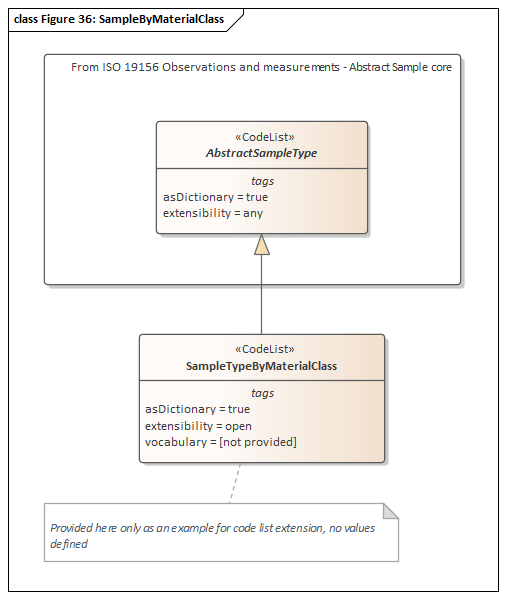 class Figure 36: SampleByMaterialClass
From ISO 19156 Observations and measurements - Abstract Sample core
«CodeList»
AbstractSampleType
tags
asDictionary = true
extensibility = any
«CodeList»
SampleTypeByMaterialClass
tags
asDictionary = true
extensibility = open
vocabulary = [not provided]
Provided here only as an example for code list extension, no values
defined